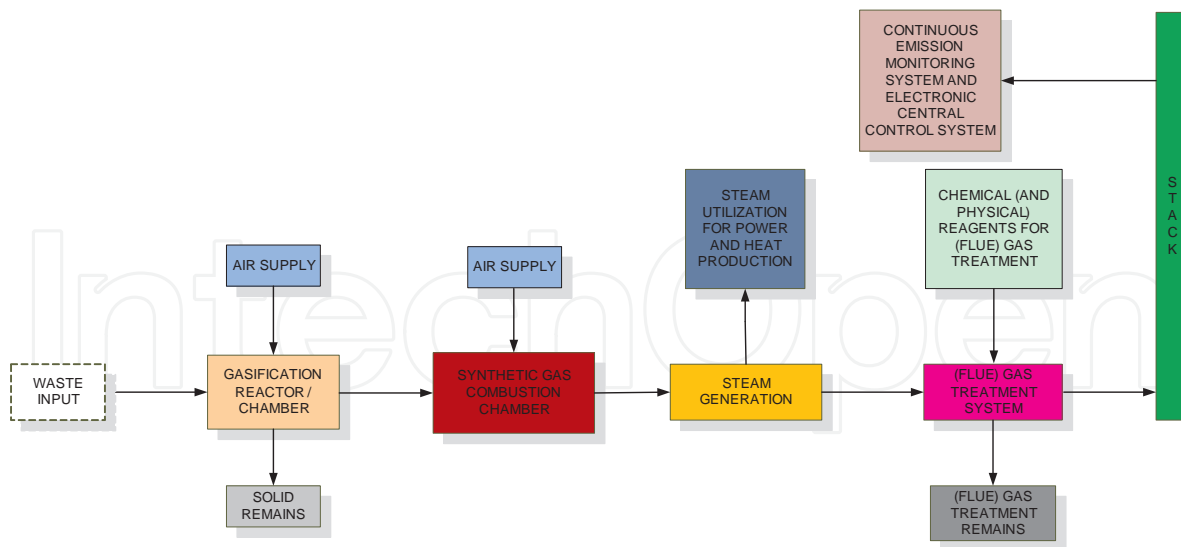 CONTINUOUS
EMISSION
MONITORING
SYSTEM AND
ELECTRONIC
CENTRAL
CONTROL SYSTEM
STACK
STEAM
UTILIZATION
FOR POWER
AND HEAT
PRODUCTION
CHEMICAL (AND
PHYSICAL)
REAGENTS FOR
(FLUE) GAS
TREATMENT
AIR SUPPLY
AIR SUPPLY
WASTE
INPUT
GASIFICATION
REACTOR /
CHAMBER
SYNTHETIC GAS
COMBUSTION
CHAMBER
STEAM
GENERATION
(FLUE) GAS
TREATMENT
SYSTEM
SOLID
REMAINS
(FLUE) GAS
TREATMENT
REMAINS
IntechOpen